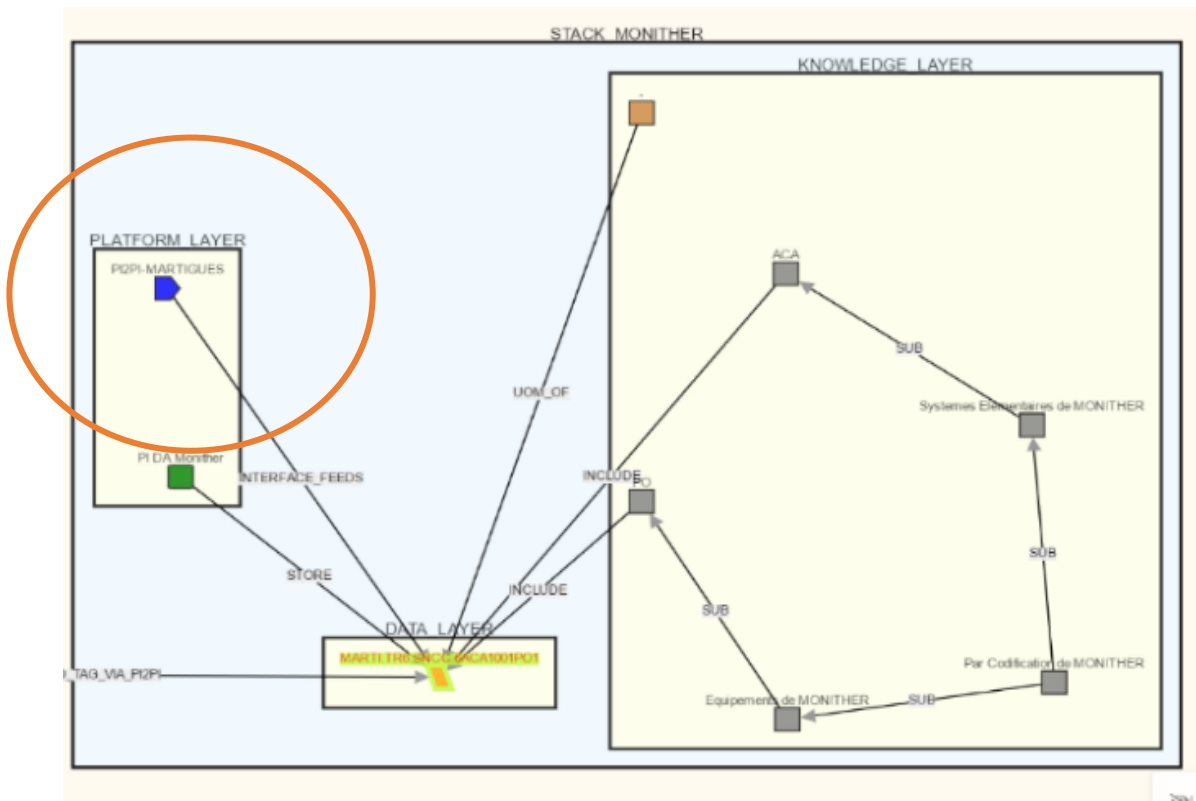 STACK_MONITHER
KNOWLEDGE_LAYER
PLATFORM_LAYER
PI2PI-MARTIGUES
ACA
SUB
UOM_OF
Systemes Elementaires de MONITHER
PI DA Monither
INTERFACE_FEEDS
INCLUDE
PO
SUB
STORE
INCLUDE
SUB
DATA_LAYER
_TAG_VIA_PI2PI
Par Codification de MONITHER
Equipements de MONITHER
SUB